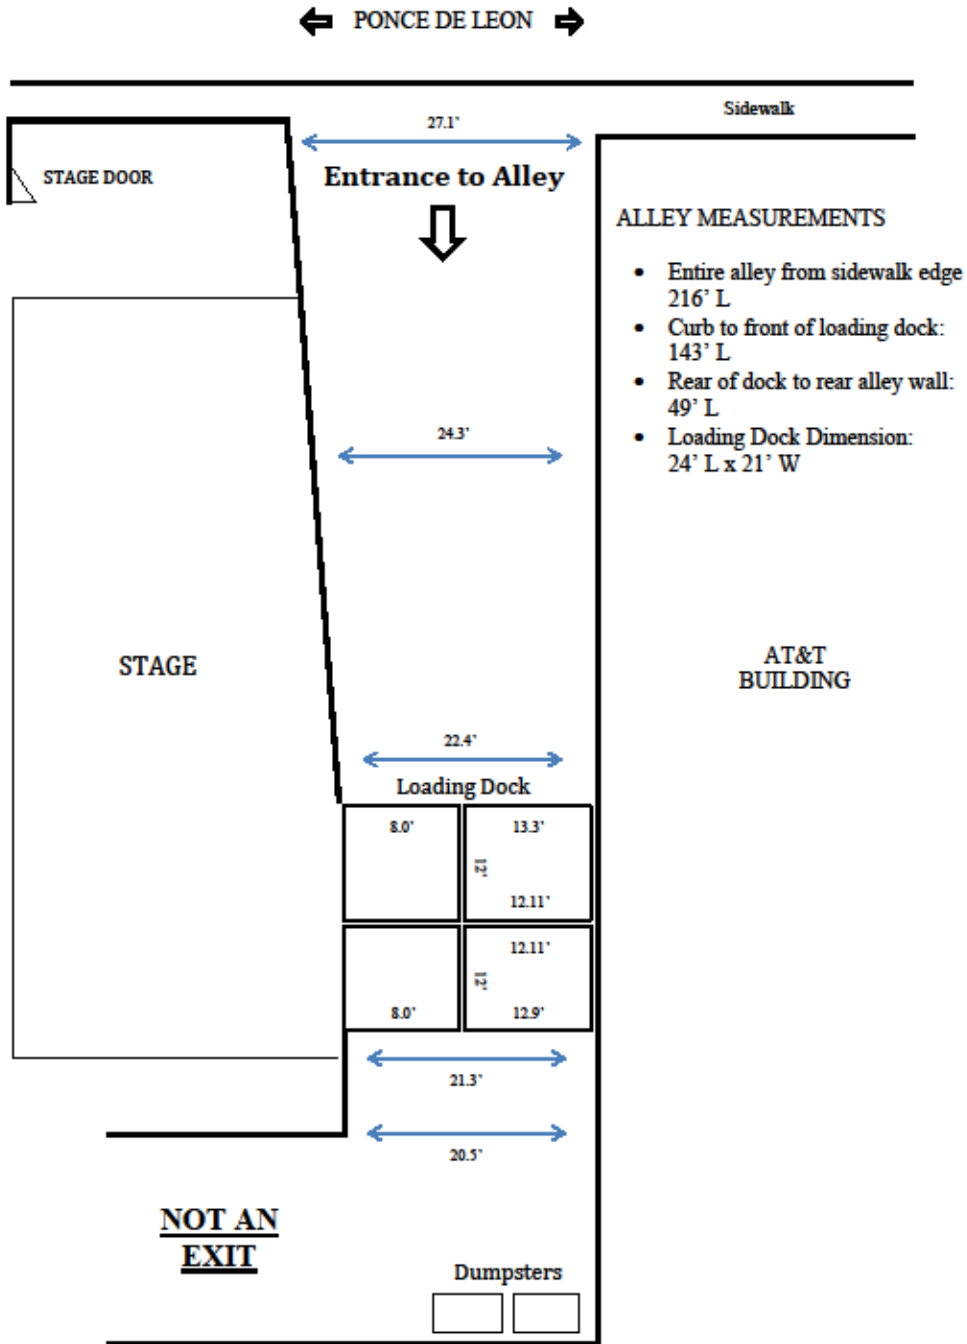 PONCE DE LEON
Sidewalk
27.1'
STAGE DOOR
Entrance to Alley
ALLEY MEASUREMENTS
• Entire alley from sidewalk edge
216’ L
• Curb to front of loading dock:
143’ L
• Rear of dock to rear alley wall:
49’ L
• Loading Dock Dimension:
24’ L x 21’ W
24.3'
STAGE
AT&T
BUILDING
22.4'
Loading Dock
8.0'
13.3'
12'
12.11'
12.11'
12'
8.0'
12.9'
21.3'
20.5'
NOT AN
EXIT
Dumpsters